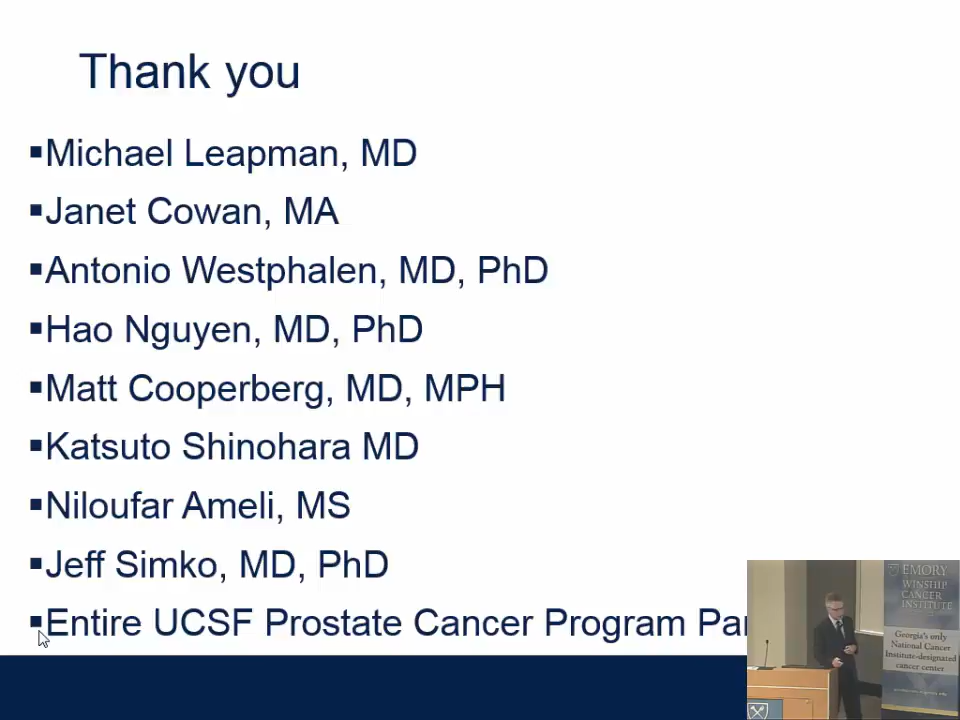 Thank you
▪Michael Leapman, MD
▪Janet Cowan, MA
▪Antonio Westphalen, MD, PhD
▪Hao Nguyen, MD, PhD
▪Matt Cooperberg, MD, MPH
▪Katsuto Shinohara MD
▪Niloufar Ameli, MS
▪Jeff Simko, MD, PhD
▪Entire UCSF Prostate Cancer Program Pa
EMORY
WINSHIP
CANCER
INSTITUTE
Georgia's only
National Cancer
Institute-designated
cancer center